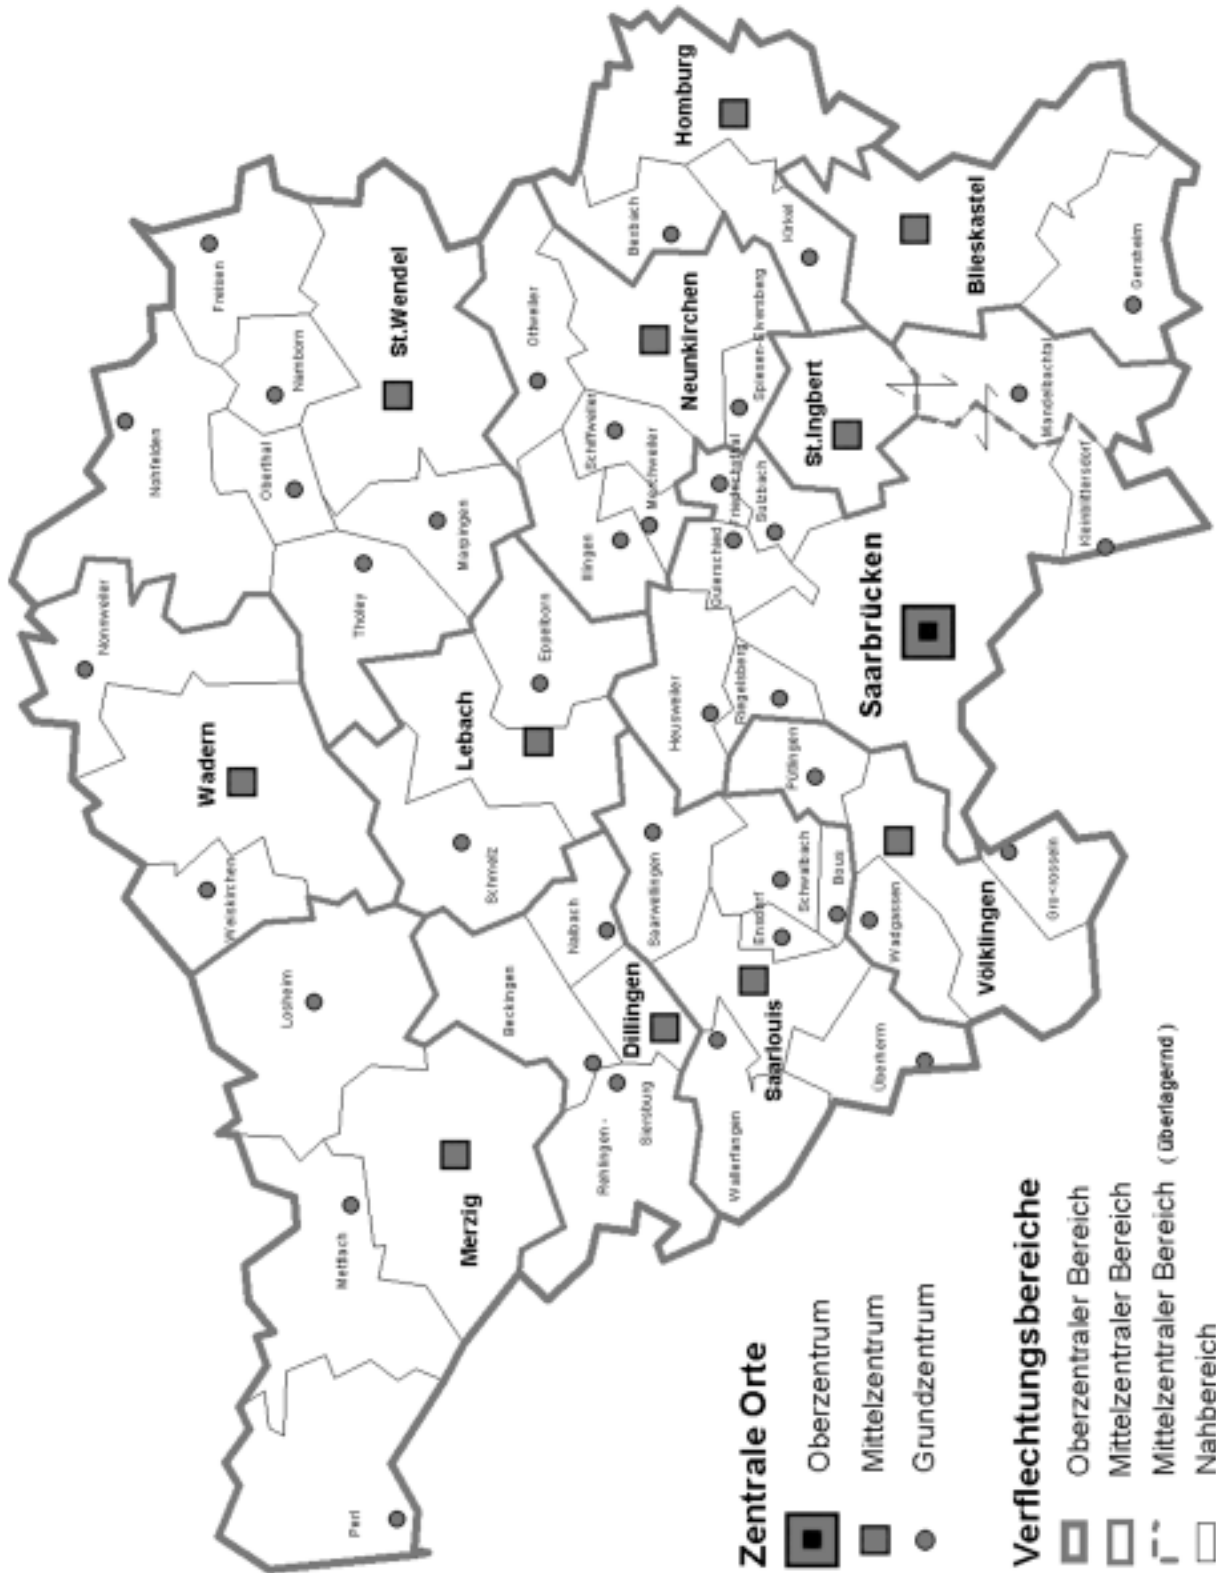 Nonnweiler
Nohfelden
Wadern
Freisen
Weiskirchen
Oberthal
Losheim
Namborn
Mettlach
Perl
Tholey
St.Wendel
Marpingen
Lebach
Merzig
Schmelz
Beckingen
Ottweiler
Eppelborn
Nalbach
Illingen
Schiffweiler
Rehlingen -
Siersburg
Dillingen
Bexbach
Merchweiler
Saarwellingen
Heusweiler
Homburg
Neunkirchen
Quierschied
Friedrichsthal
Wallerfangen
Riegelsberg
Spiesen-Elversberg
Ensdorf
Sulzbach
Saarlouis
Kirkel
Püttlingen
Schwalbach
St.Ingbert
Bous
Saarbrücken
Überherrn
Wadgassen
Blieskastel
Völklingen
Mandelbachtal
Kleinblittersdorf
Gersheim
Zentrale Orte
Oberzentrum
Mittelzentrum
Grundzentrum
Verflechtungsbereiche
Oberzentraler Bereich
Mittelzentraler Bereich
Mittelzentraler Bereich ( überlagernd )
Nahbereich